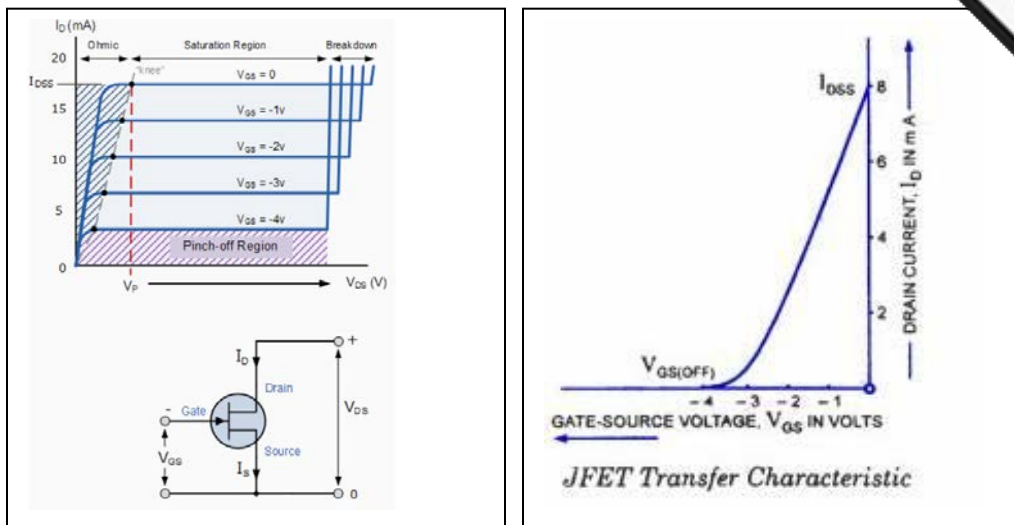 I_D (mA)
Ohmic Saturation Region Breakdown
20
"knee"
V_GS = 0
I_DSS
15
V_GS = -1v
10
V_GS = -2v
V_GS = -3v
5
V_GS = -4v
Pinch-off Region
0
V_P
V_DS (V)
+
I_D
Drain
- Gate
V_DS
V_GS
Source
I_S
0
I_DSS
8
6
4
2
DRAIN CURRENT, I_D IN mA
V_GS(OFF)
-4 -3 -2 -1 0
GATE-SOURCE VOLTAGE, V_GS IN VOLTS
JFET Transfer Characteristic